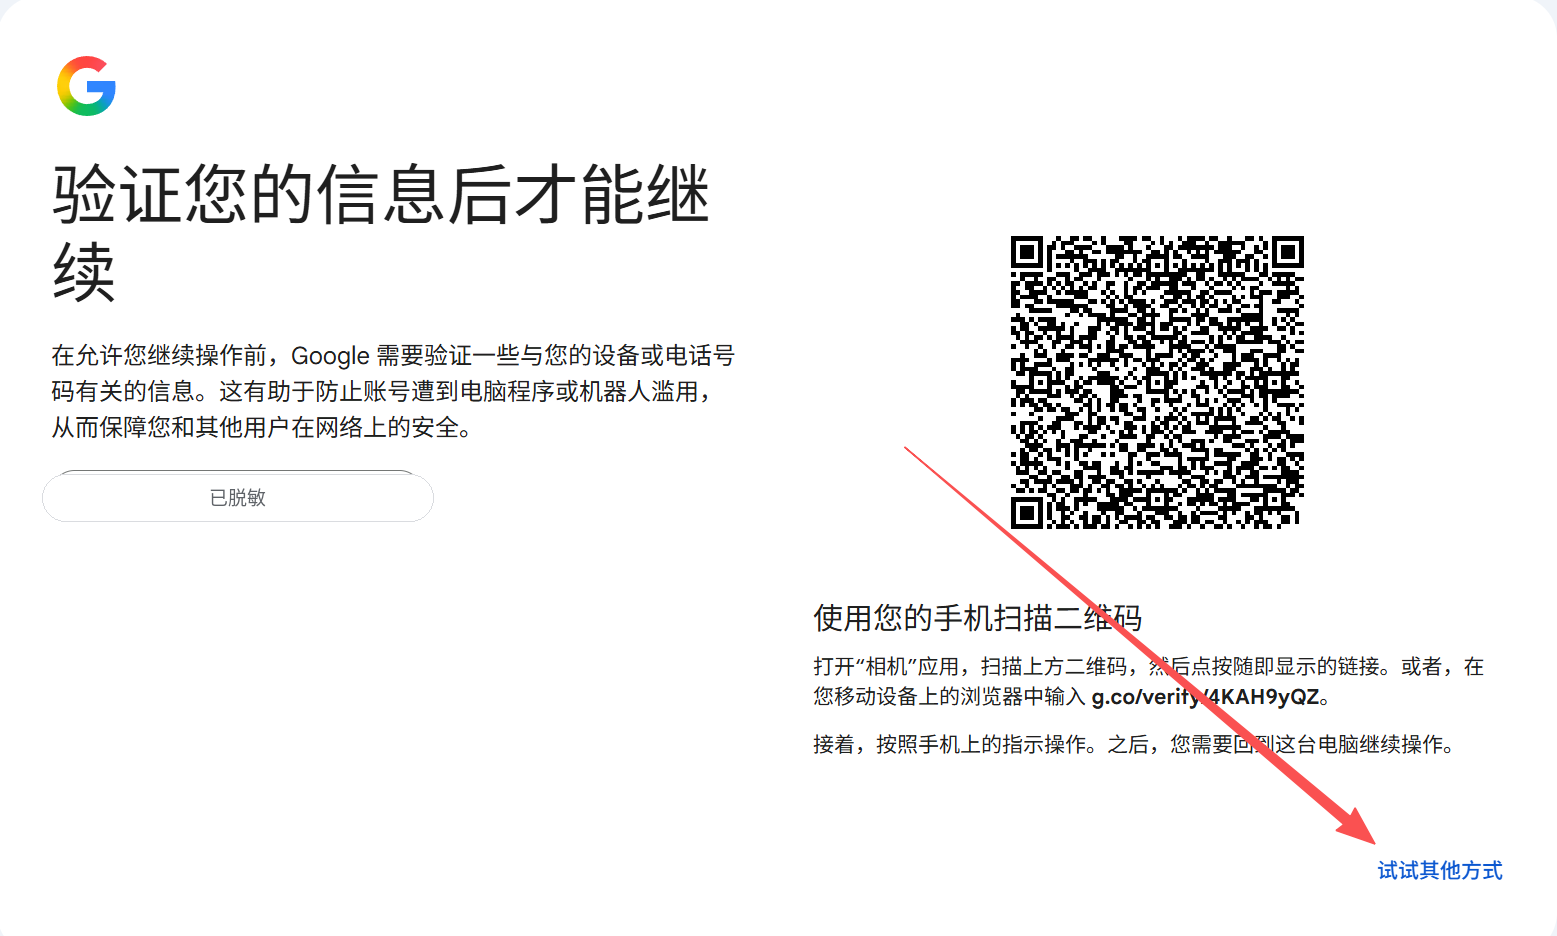 验证您的信息后才能继
续
在允许您继续操作前，Google 需要验证一些与您的设备或电话号
码有关的信息。这有助于防止账号遭到电脑程序或机器人滥用，
从而保障您和其他用户在网络上的安全。
已脱敏
使用您的手机扫描二维码
打开“相机”应用，扫描上方二维码，然后点按随即显示的链接。或者，在
您移动设备上的浏览器中输入 g.co/verify/4KAH9yQZ。
接着，按照手机上的指示操作。之后，您需要回到这台电脑继续操作。
试试其他方式